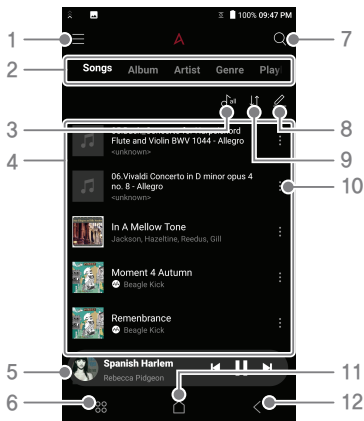 100% 09:47 PM
1
7
2
Songs Album Artist Genre Play
all
3
8
4
9
Flute and Violin BWV 1044 - Allegro
<unknown>
06.Vivaldi Concerto in D minor opus 4
no. 8 - Allegro
<unknown>
10
In A Mellow Tone
Jackson, Hazeltine, Reedus, Gill
Moment 4 Autumn
Beagle Kick
Remenbrance
Beagle Kick
5
Spanish Harlem
Rebecca Pidgeon
11
6
12